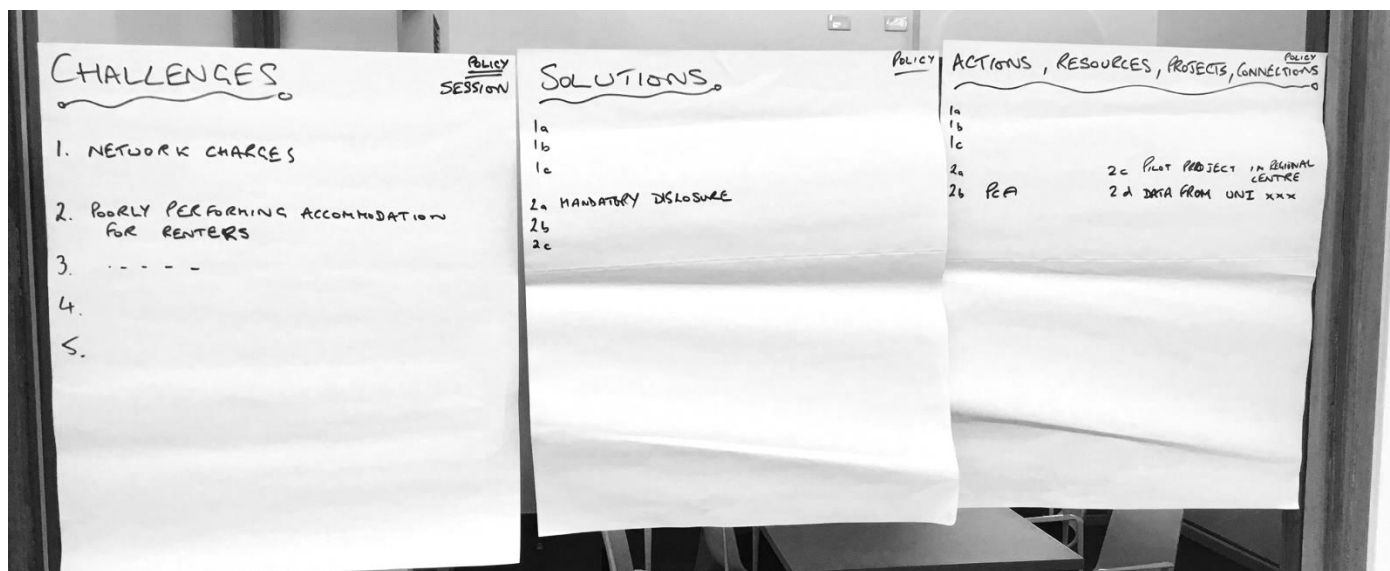 CHALLENGES
POLICY
SESSION
1. NETWORK CHARGES
2. POORLY PERFORMING ACCOMMODATION
FOR RENTERS
3. - - - - -
4.
5.
SOLUTIONS
POLICY
1a
1b
1c
2a MANDATORY DISLOSURE
2b
2c
ACTIONS, RESOURCES, PROJECTS, CONNECTIONS
POLICY
1a
1b
1c
2a
2b PCA
2c PILOT PROJECT IN REGIONAL
CENTRE
2d DATA FROM UNI xxx